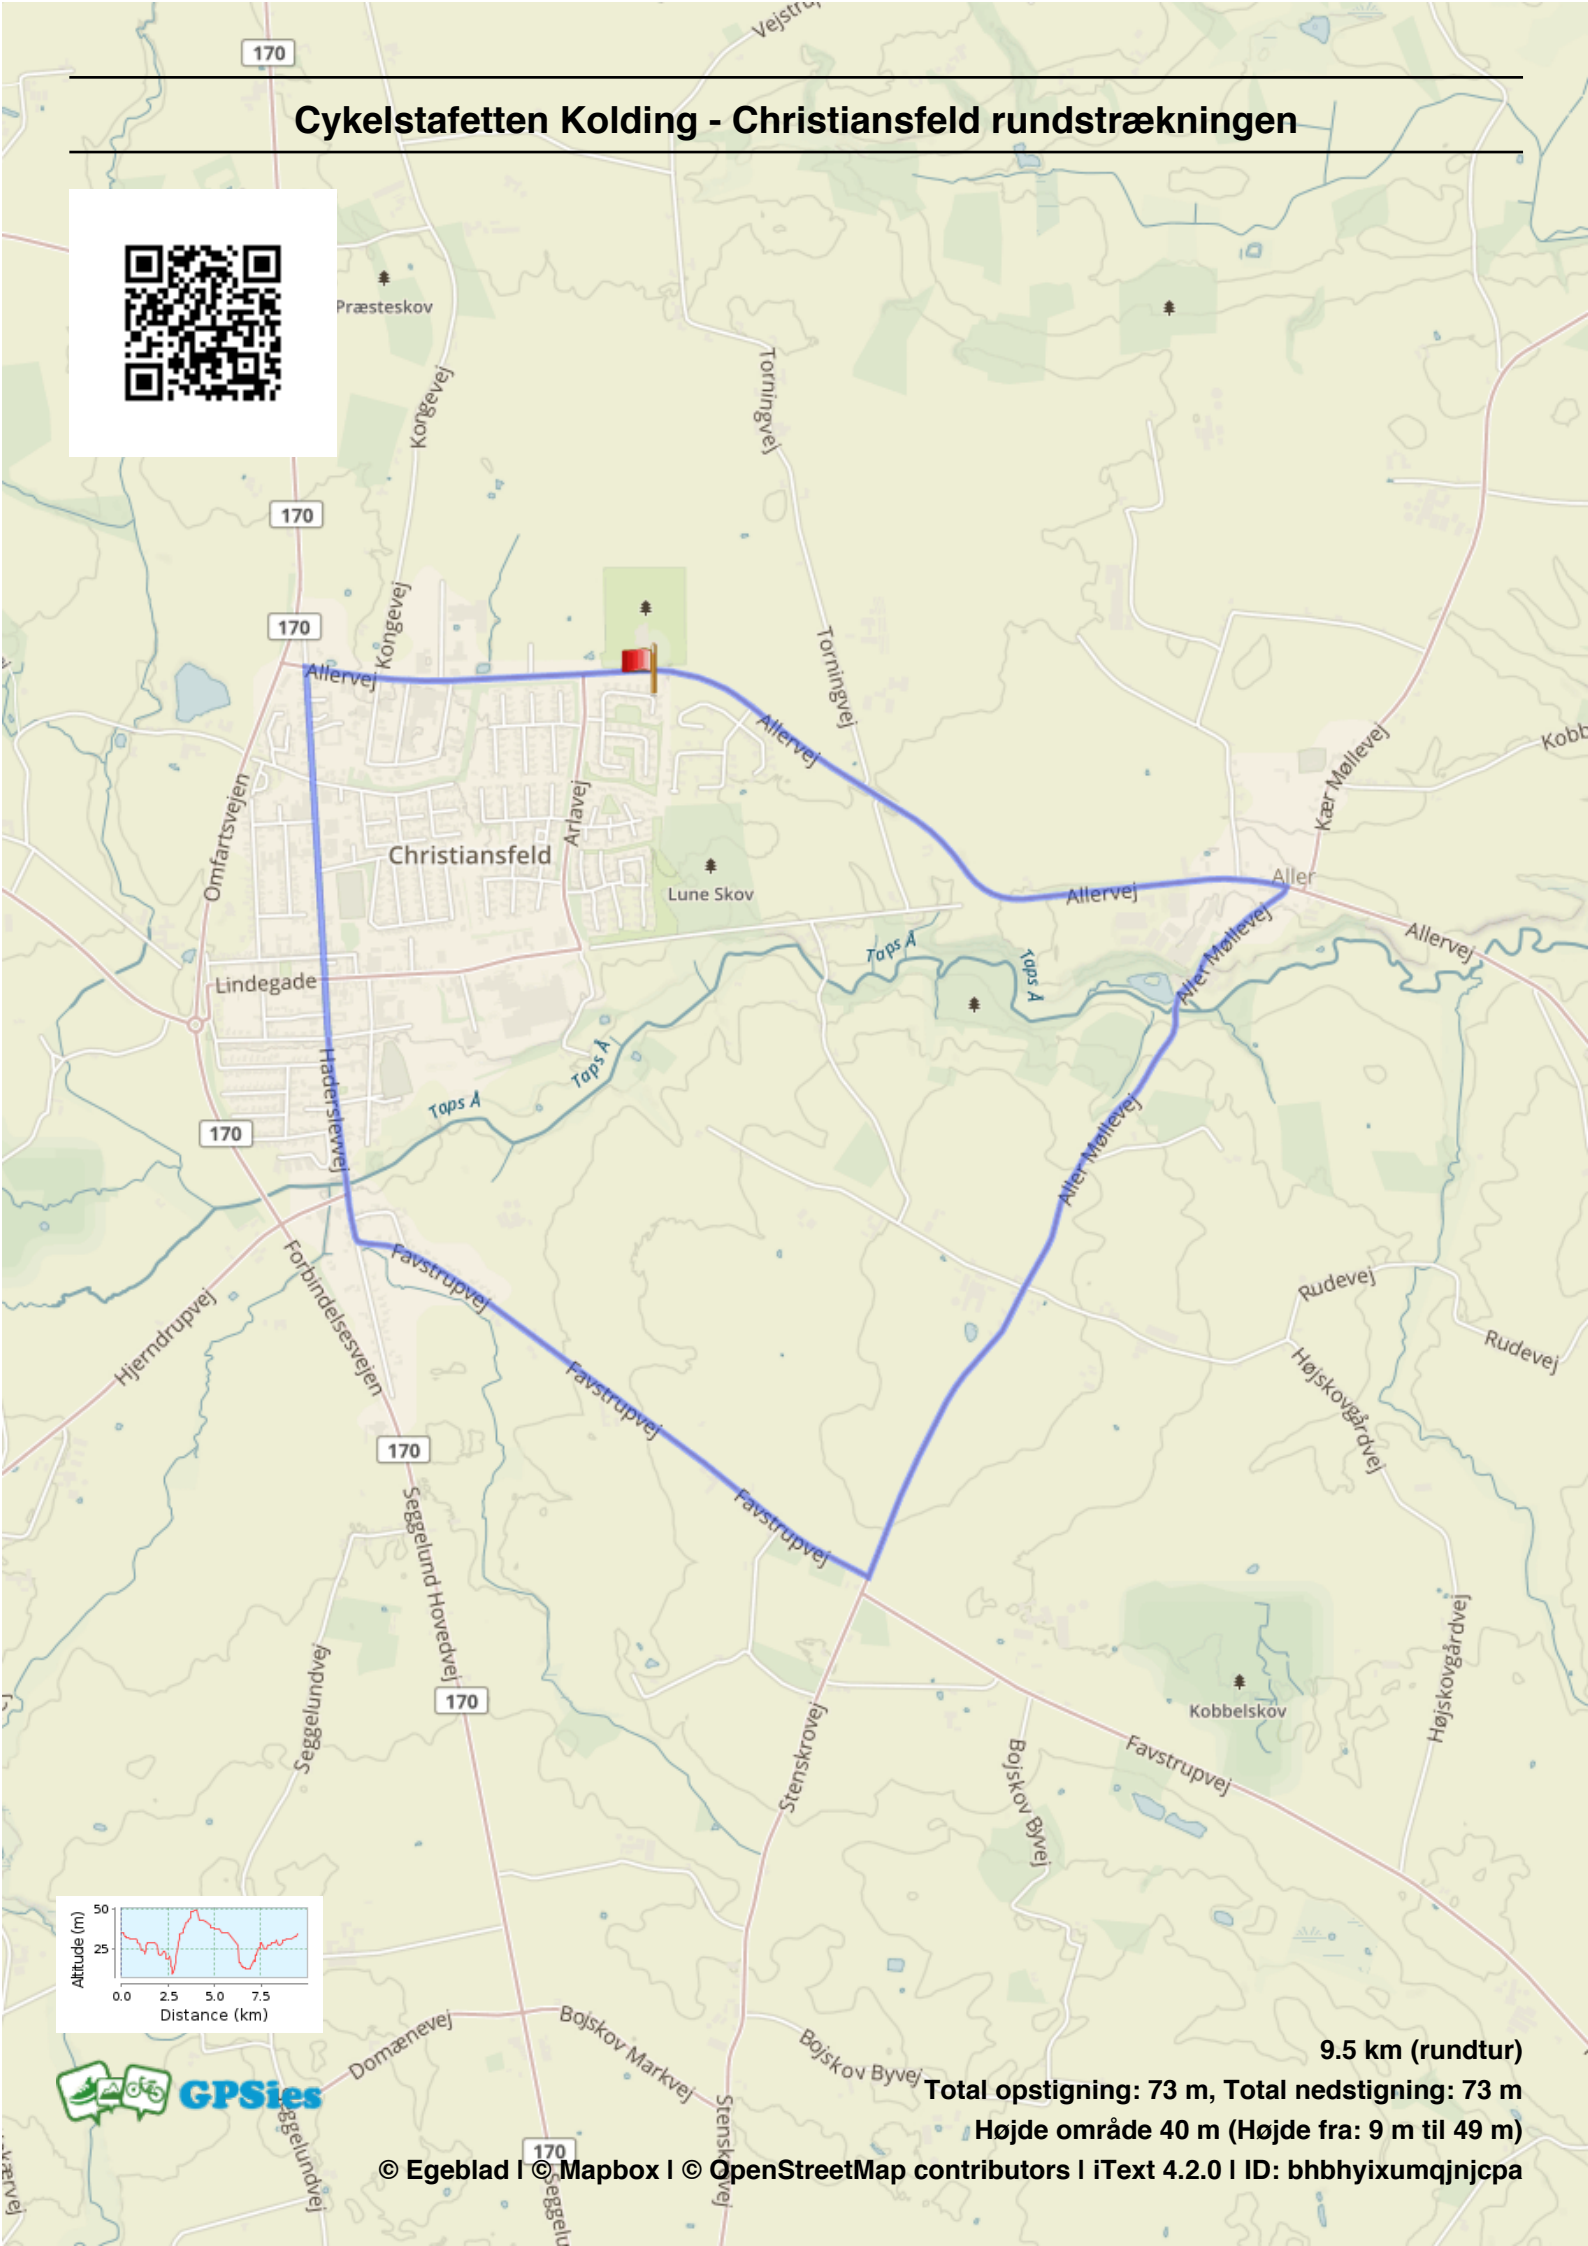 Vejstru
170
Cykelstafetten Kolding - Christiansfeld rundstrækningen
Præsteskov
Kongevej
Torningvej
170
Kongevej
170
Torningvej
Allervej
Allervej
Kær Møllevej
Kobb
Omfartsvejen
Arlavej
Christiansfeld
Lune Skov
Aller
Allervej
Aller Møllevej
Allervej
Taps Å
Taps Å
Lindegade
Haderslevvej
Taps Å
Taps Å
170
Aller Møllevej
Favstrupvej
Forbindelsesvejen
Hjerndrupvej
Rudevej
Rudevej
Højskovgårdvej
Favstrupvej
170
Seggelund Hovedvej
Favstrupvej
Seggelundvej
170
Højskovgårdvej
Kobbelskov
Stenskrovej
Bojskov Byvej
Favstrupvej
Altitude (m)
50
25
0.0 2.5 5.0 7.5
Distance (km)
Domænevej
Bojskov Markvej
Bojskov Byvej
9.5 km (rundtur)
GPSies
Total opstigning: 73 m, Total nedstigning: 73 m
ggelundvej
Stenskrovej
Højde område 40 m (Højde fra: 9 m til 49 m)
170
© Egeblad | © Mapbox | © OpenStreetMap contributors | iText 4.2.0 | ID: bhbhyixumqjnjcpa
Seggelu